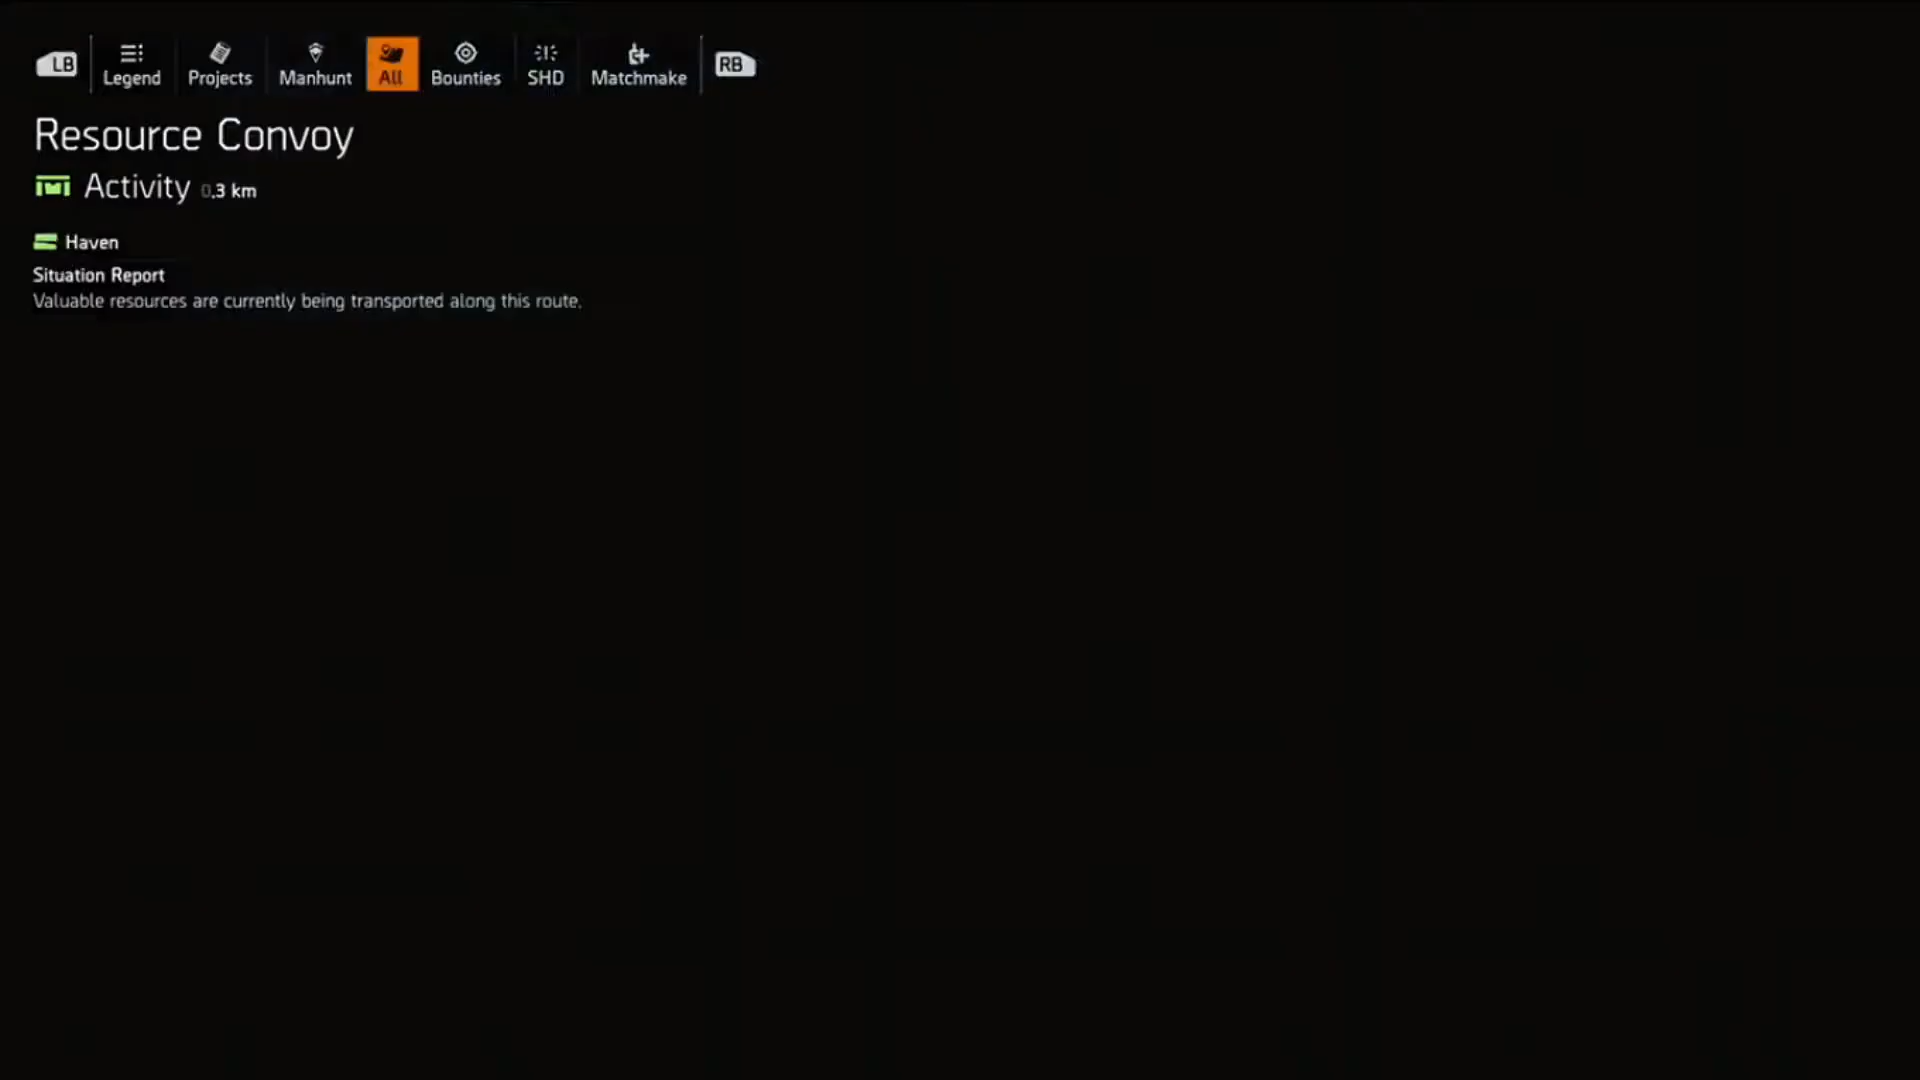 LB Legend Projects Manhunt All Bounties SHD Matchmake RB
Resource Convoy
Activity 0.3 km
Haven
Situation Report
Valuable resources are currently being transported along this route.